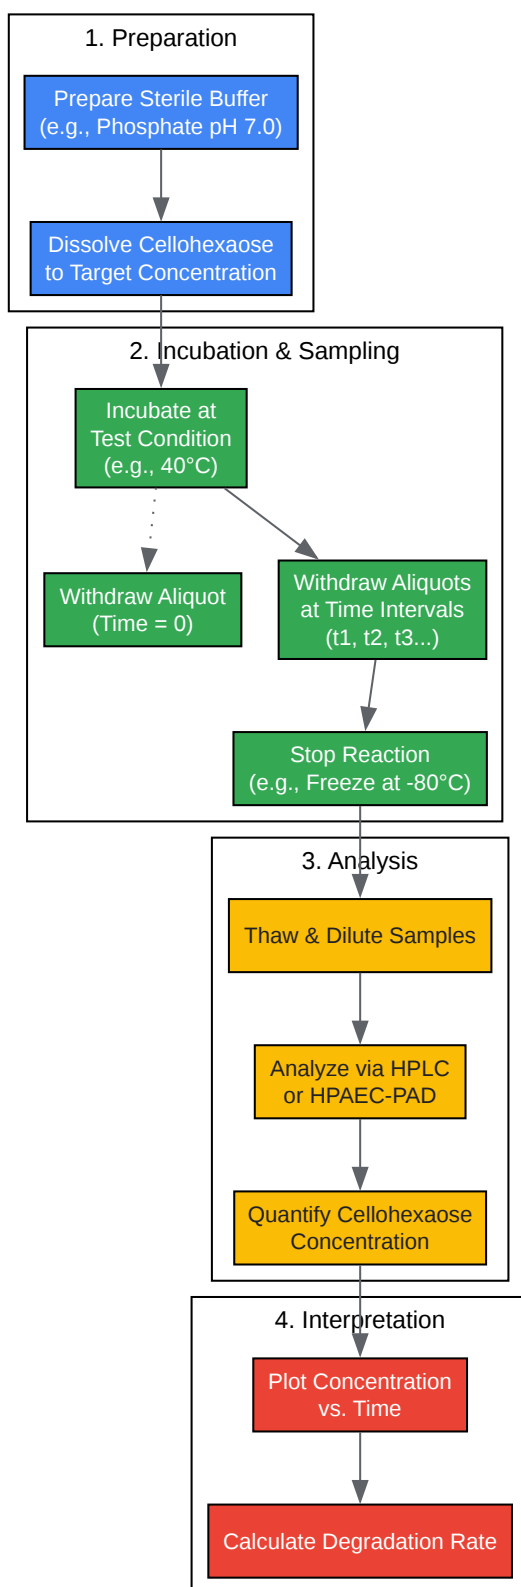 1. Preparation
Prepare Sterile Buffer
(e.g., Phosphate pH 7.0)
Dissolve Cellohexaose
to Target Concentration
2. Incubation & Sampling
Incubate at
Test Condition
(e.g., 40°C)
Withdraw Aliquot
(Time = 0)
Withdraw Aliquots
at Time Intervals
(t1, t2, t3...)
Stop Reaction
(e.g., Freeze at -80°C)
3. Analysis
Thaw & Dilute Samples
Analyze via HPLC
or HPAEC-PAD
Quantify Cellohexaose
Concentration
4. Interpretation
Plot Concentration
vs. Time
Calculate Degradation Rate